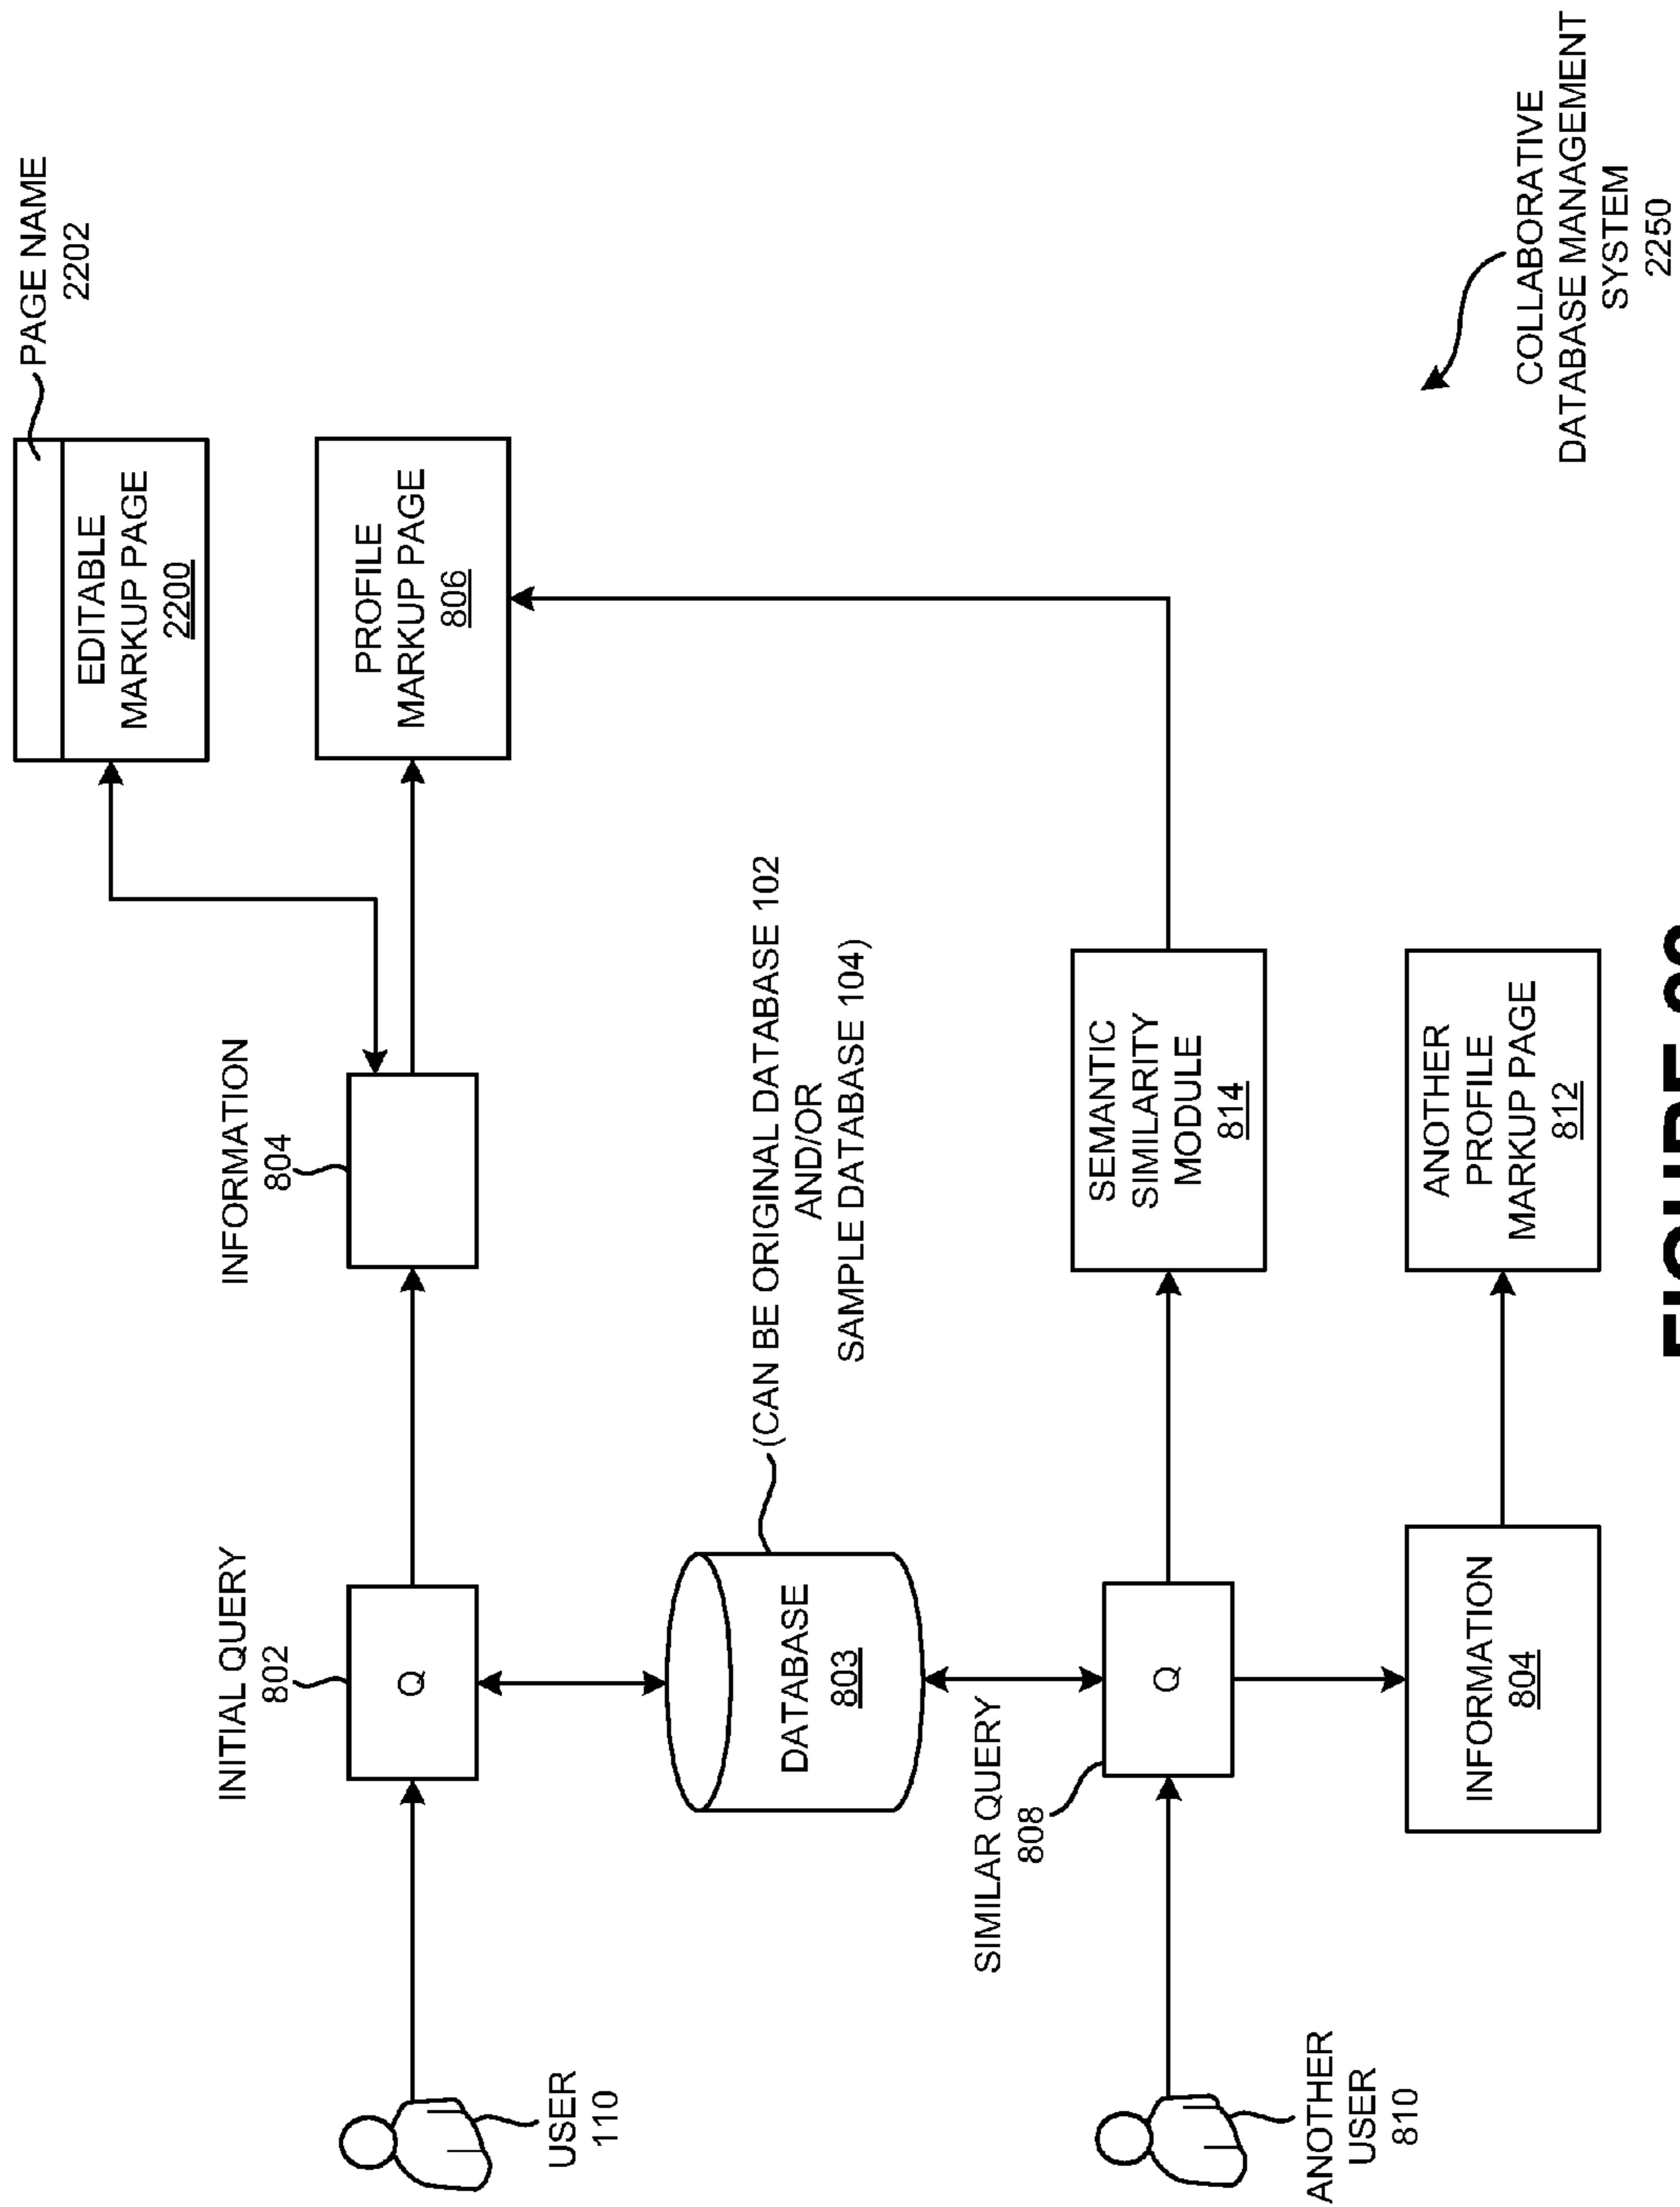 PAGE NAME
2202
EDITABLE
MARKUP PAGE
2200
INITIAL QUERY
802
INFORMATION
804
Q
PROFILE
MARKUP PAGE
806
USER
110
DATABASE
803
(CAN BE ORIGINAL DATABASE 102
AND/OR
SAMPLE DATABASE 104)
SIMILAR QUERY
808
Q
SEMANTIC
SIMILARITY
MODULE
814
ANOTHER
USER
810
INFORMATION
804
ANOTHER
PROFILE
MARKUP PAGE
812
COLLABORATIVE
DATABASE MANAGEMENT
SYSTEM
2250
FIGURE